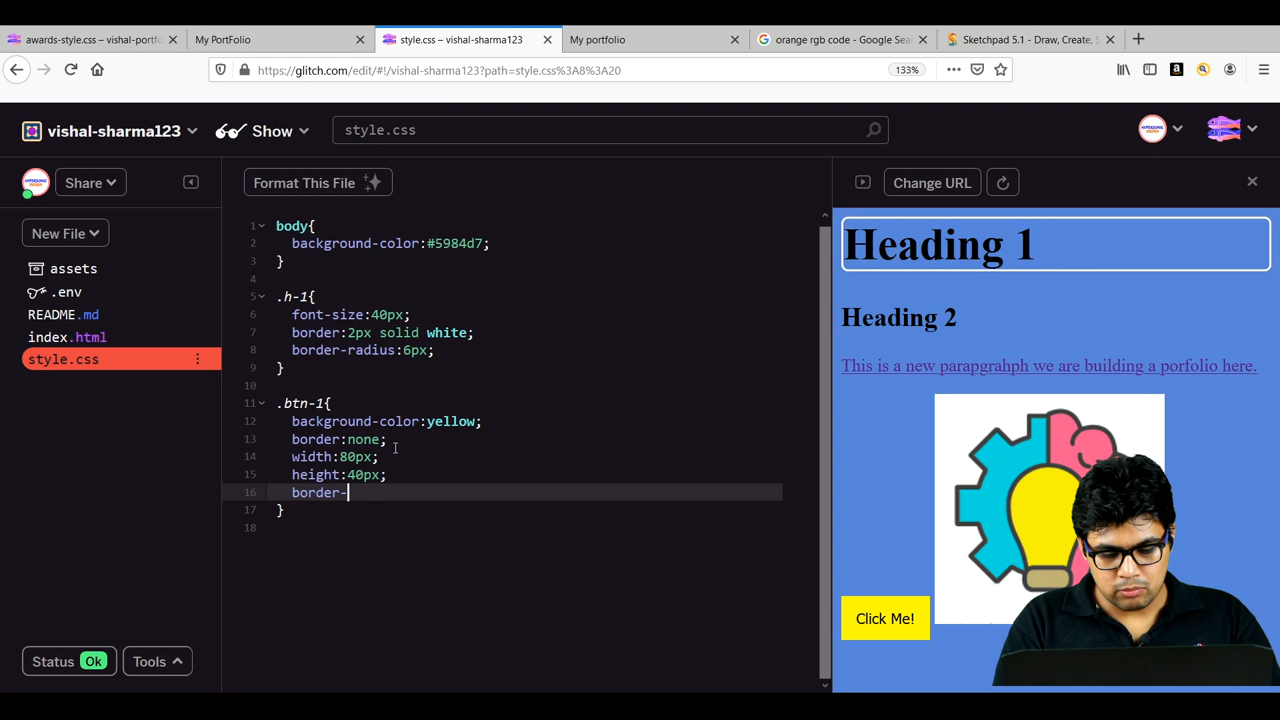 awards-style.css – vishal-portfo
My PortFolio
style.css – vishal-sharma123
My portfolio
orange rgb code - Google Sea
Sketchpad 5.1 - Draw, Create, S
https://glitch.com/edit/#!/vishal-sharma123?path=style.css%3A8%3A20
133%
vishal-sharma123
Show
style.css
Share
Format This File
Change URL
New File
assets
.env
README.md
index.html
style.css
1 body{
2 background-color:#5984d7;
3 }
4
5 .h-1{
6 font-size:40px;
7 border:2px solid white;
8 border-radius:6px;
9 }
10
11 .btn-1{
12 background-color:yellow;
13 border:none;
14 width:80px;
15 height:40px;
16 border-
17 }
18
Heading 1
Heading 2
This is a new parapgrahph we are building a porfolio here.
Click Me!
Status Ok
Tools